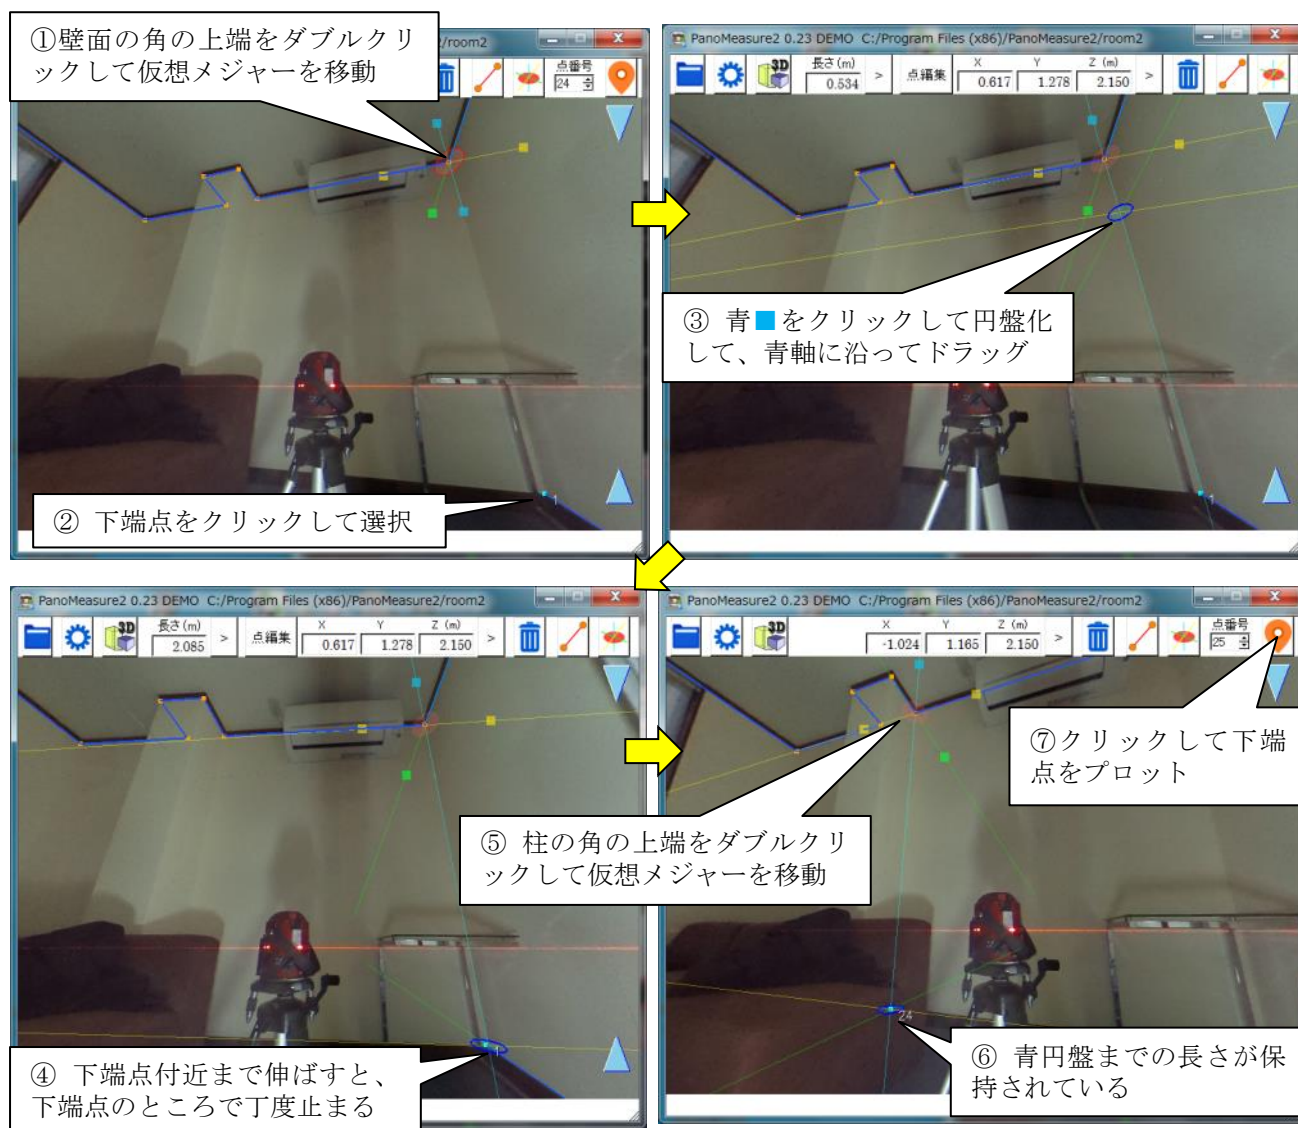 ①壁面の角の上端をダブルクリ
ックして仮想メジャーを移動
/room2
点番号
24
② 下端点をクリックして選択
1
PanoMeasure2 0.23 DEMO C:/Program Files (x86)/PanoMeasure2/room2
3D
長さ(m)
0.534
>
点編集
X
0.617
Y
1.278
Z (m)
2.150
>
③ 青■をクリックして円盤化
して、青軸に沿ってドラッグ
1
PanoMeasure2 0.23 DEMO C:/Program Files (x86)/PanoMeasure2/room2
3D
長さ(m)
2.085
>
点編集
X
0.617
Y
1.278
Z (m)
2.150
>
1
④ 下端点付近まで伸ばすと、
下端点のところで丁度止まる
PanoMeasure2 0.23 DEMO C:/Program Files (x86)/PanoMeasure2/room2
3D
X
-1.024
Y
1.165
Z (m)
2.150
>
点番号
25
⑦クリックして下端
点をプロット
⑤ 柱の角の上端をダブルクリ
ックして仮想メジャーを移動
24
⑥ 青円盤までの長さが保
持されている